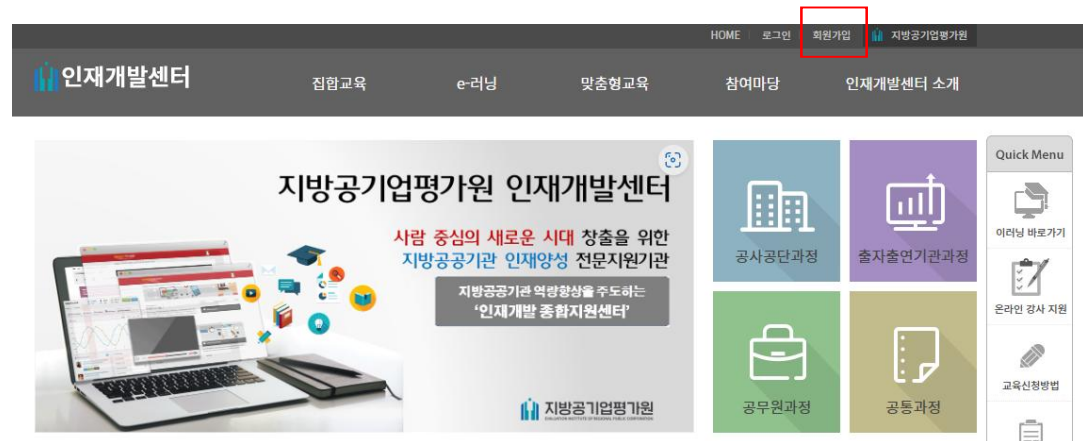 HOME 로그인 회원가입 지방공기업평가원
인재개발센터 집합교육 e-러닝 맞춤형교육 참여마당 인재개발센터 소개
지방공기업평가원 인재개발센터
사람 중심의 새로운 시대 창출을 위한
지방공공기관 인재양성 전문지원기관
지방공공기관 역량향상을 주도하는
‘인재개발 종합지원센터’
지방공기업평가원
공사공단과정
출자출연기관과정
공무원과정
공통과정
Quick Menu
이러닝 바로가기
온라인 강사 지원
교육신청방법